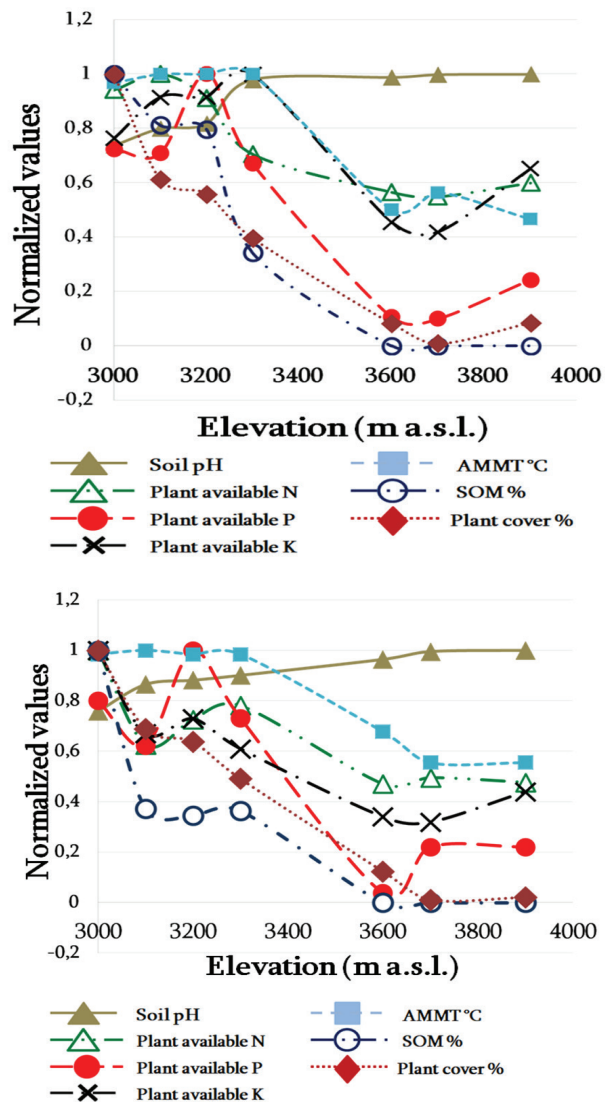 1,2
1
0,8
0,6
0,4
0,2
0
-0,2
Normalized values
3000 3200 3400 3600 3800 4000
Elevation (m a.s.l.)
Soil pH
Plant available N
Plant available P
Plant available K
AMMT °C
SOM %
Plant cover %
1,2
1
0,8
0,6
0,4
0,2
0
-0,2
Normalized values
3000 3200 3400 3600 3800 4000
Elevation (m a.s.l.)
Soil pH
Plant available N
Plant available P
Plant available K
AMMT °C
SOM %
Plant cover %